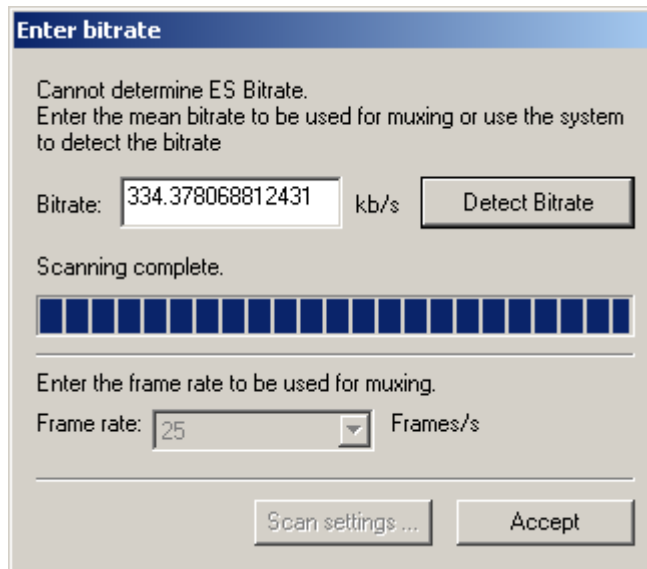 Enter bitrate
Cannot determine ES Bitrate.
Enter the mean bitrate to be used for muxing or use the system
to detect the bitrate
Bitrate: 334.378068812431 kb/s Detect Bitrate
Scanning complete.
Enter the frame rate to be used for muxing.
Frame rate: 25 Frames/s
Scan settings ... Accept